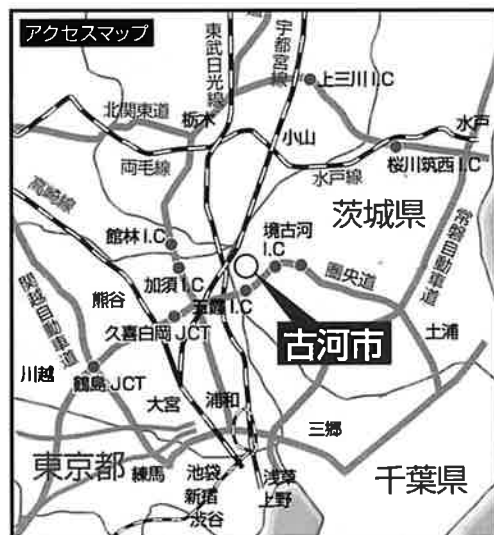 アクセスマップ
東武日光線
宇都宮線
上三川I.C
北関東道
栃木
小山
水戸
両毛線
水戸線
桜川筑西I.C
高崎線
茨城県
館林I.C
境古河
I.C
常磐自動車道
加須I.C
圏央道
関越自動車道
熊谷
五霞I.C
久喜白岡JCT
古河市
土浦
川越
鶴島JCT
大宮
浦和
三郷
東京都
練馬
池袋
浅草
千葉県
新宿
上野
渋谷